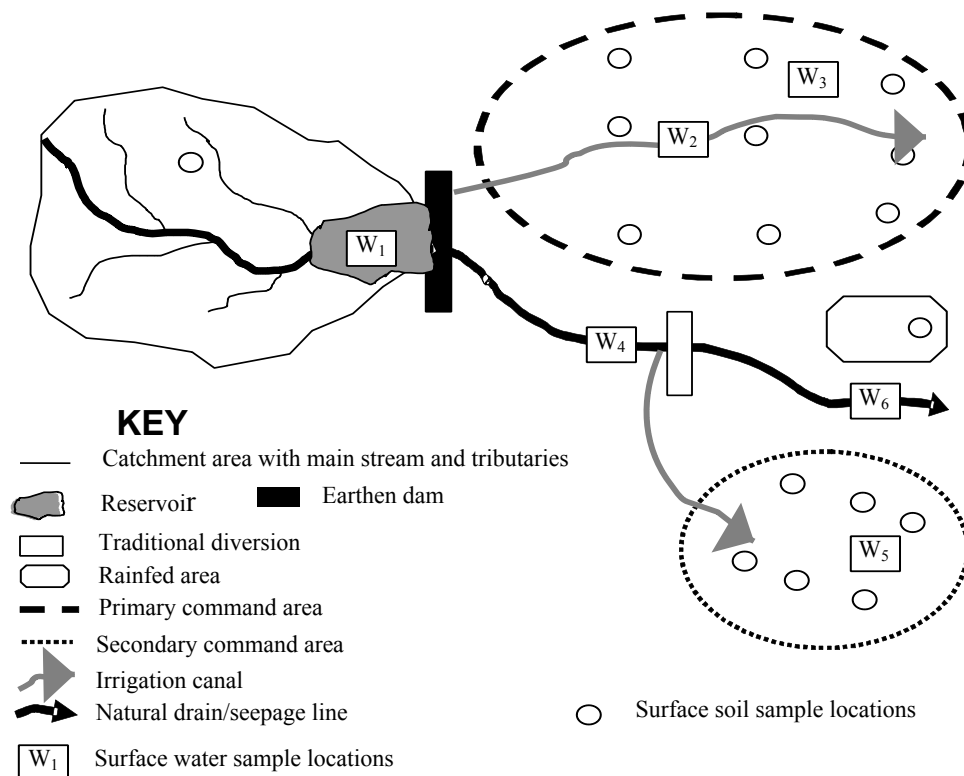 W3
W2
W1
W4
W6
W5
KEY
Catchment area with main stream and tributaries
Reservoir
Earthen dam
Traditional diversion
Rainfed area
Primary command area
Secondary command area
Irrigation canal
Natural drain/seepage line
Surface soil sample locations
W1
Surface water sample locations